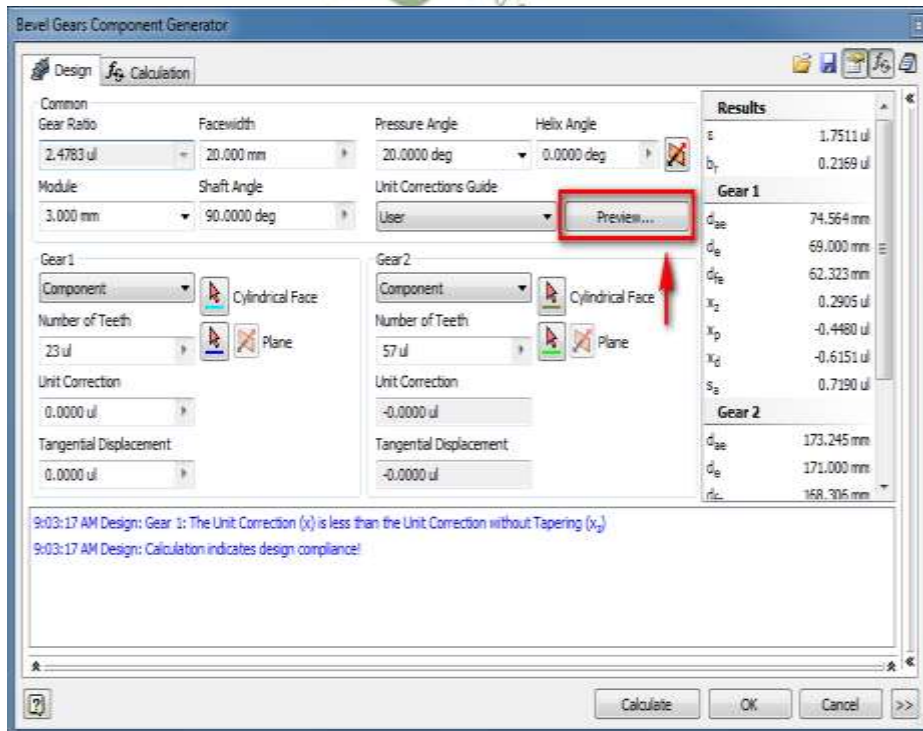 Bevel Gears Component Generator
Design Calculation
Common
Gear Ratio Facewidth Pressure Angle Helix Angle
2.4783 ul 20.000 mm 20.0000 deg 0.0000 deg
Module Shaft Angle Unit Corrections Guide
3.000 mm 90.0000 deg User Preview...
Gear1 Gear2
Component Cylindrical Face Component Cylindrical Face
Number of Teeth Plane Number of Teeth Plane
23 ul 57 ul
Unit Correction Unit Correction
0.0000 ul -0.0000 ul
Tangential Displacement Tangential Displacement
0.0000 ul -0.0000 ul
Results
ε 1.7511 ul
br 0.2169 ul
Gear 1
dae 74.564 mm
de 69.000 mm
dfe 62.323 mm
xz 0.2905 ul
xp -0.4480 ul
xd -0.6151 ul
sa 0.7190 ul
Gear 2
dae 173.245 mm
de 171.000 mm
168.306 mm
9:03:17 AM Design: Gear 1: The Unit Correction (x) is less than the Unit Correction without Tapering (xz)
9:03:17 AM Design: Calculation indicates design compliance!
? Calculate OK Cancel >>